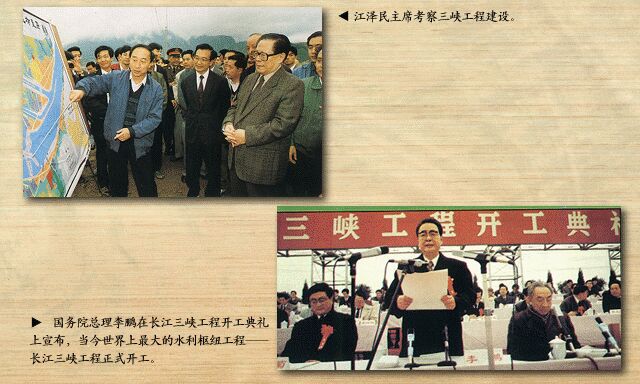 ◀ 江泽民主席考察三峡工程建设。
三峡工程开工典礼
▶ 国务院总理李鹏在长江三峡工程开工典礼
上宣布，当今世界上最大的水利枢纽工程——
长江三峡工程正式开工。
李 鹏